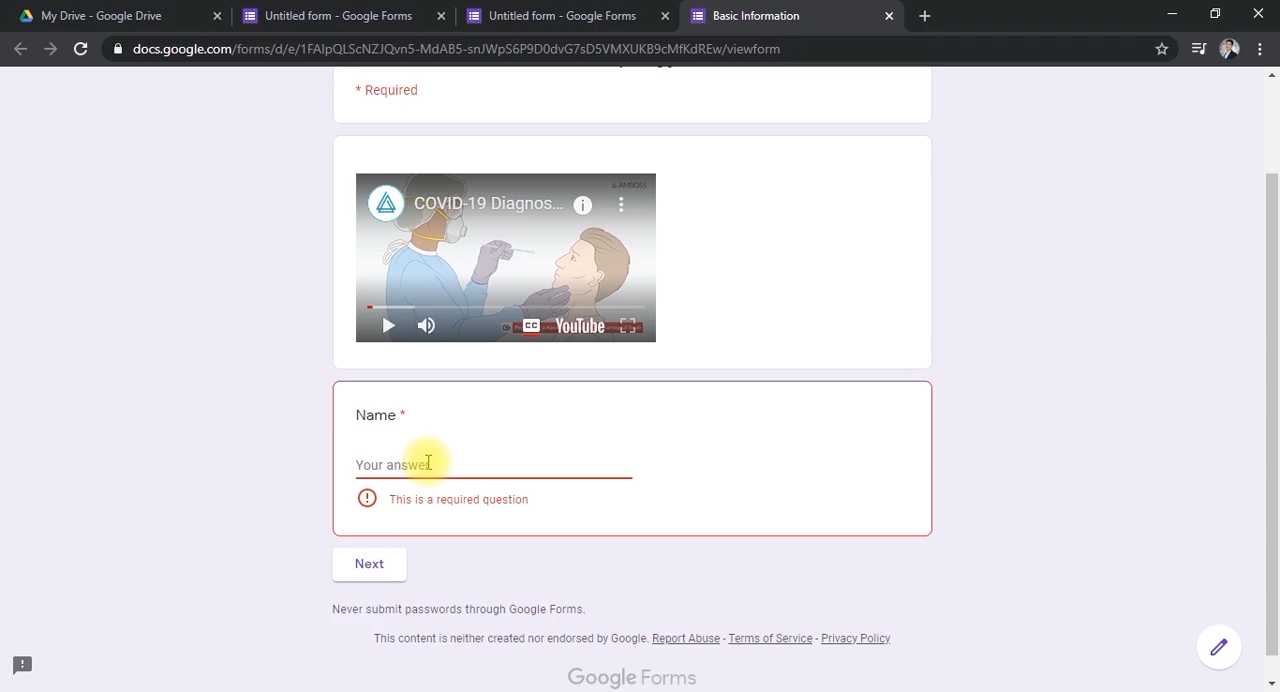 My Drive - Google Drive
Untitled form - Google Forms
Untitled form - Google Forms
Basic Information
docs.google.com/forms/d/e/1FAIpQLScNZJQvn5-MdAB5-snJWpS6P9D0dvG7sD5VMXUKB9cMfKdREw/viewform
* Required
AMBOSS
COVID-19 Diagnos...
CC
YouTube
Name *
Your answer
This is a required question
Next
Never submit passwords through Google Forms.
This content is neither created nor endorsed by Google. Report Abuse - Terms of Service - Privacy Policy
Google Forms